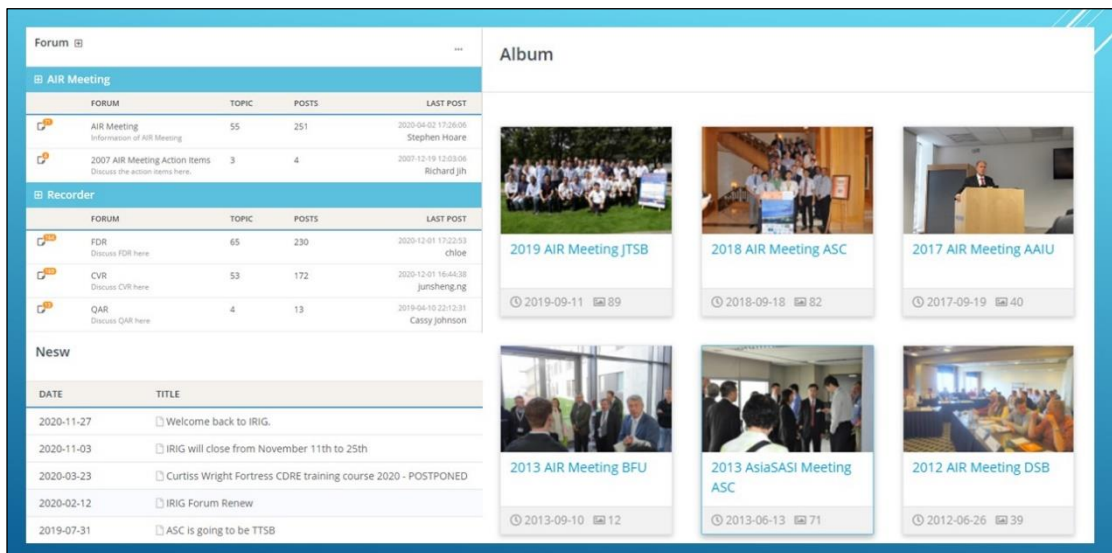 Forum
...
AIR Meeting
FORUM TOPIC POSTS LAST POST
AIR Meeting 55 251 2020-04-02 17:26:06
Information of AIR Meeting Stephen Hoare
2007 AIR Meeting Action Items 3 4 2007-12-19 12:03:06
Discuss the action items here. Richard Jih
Recorder
FORUM TOPIC POSTS LAST POST
FDR 65 230 2020-12-01 17:22:53
Discuss FDR here chloe
CVR 53 172 2020-12-01 16:44:38
Discuss CVR here junsheng.ng
QAR 4 13 2019-04-10 22:12:31
Discuss QAR here Cassy Johnson
Nesw
DATE TITLE
2020-11-27 Welcome back to IRIG.
2020-11-03 IRIG will close from November 11th to 25th
2020-03-23 Curtiss Wright Fortress CDRE training course 2020 - POSTPONED
2020-02-12 IRIG Forum Renew
2019-07-31 ASC is going to be TTSB
Album
2019 AIR Meeting JTSB
2019-09-11 89
2018 AIR Meeting ASC
2018-09-18 82
2017 AIR Meeting AAIU
2017-09-19 40
2013 AIR Meeting BFU
2013-09-10 12
2013 AsiaSASI Meeting
ASC
2013-06-13 71
2012 AIR Meeting DSB
2012-06-26 39